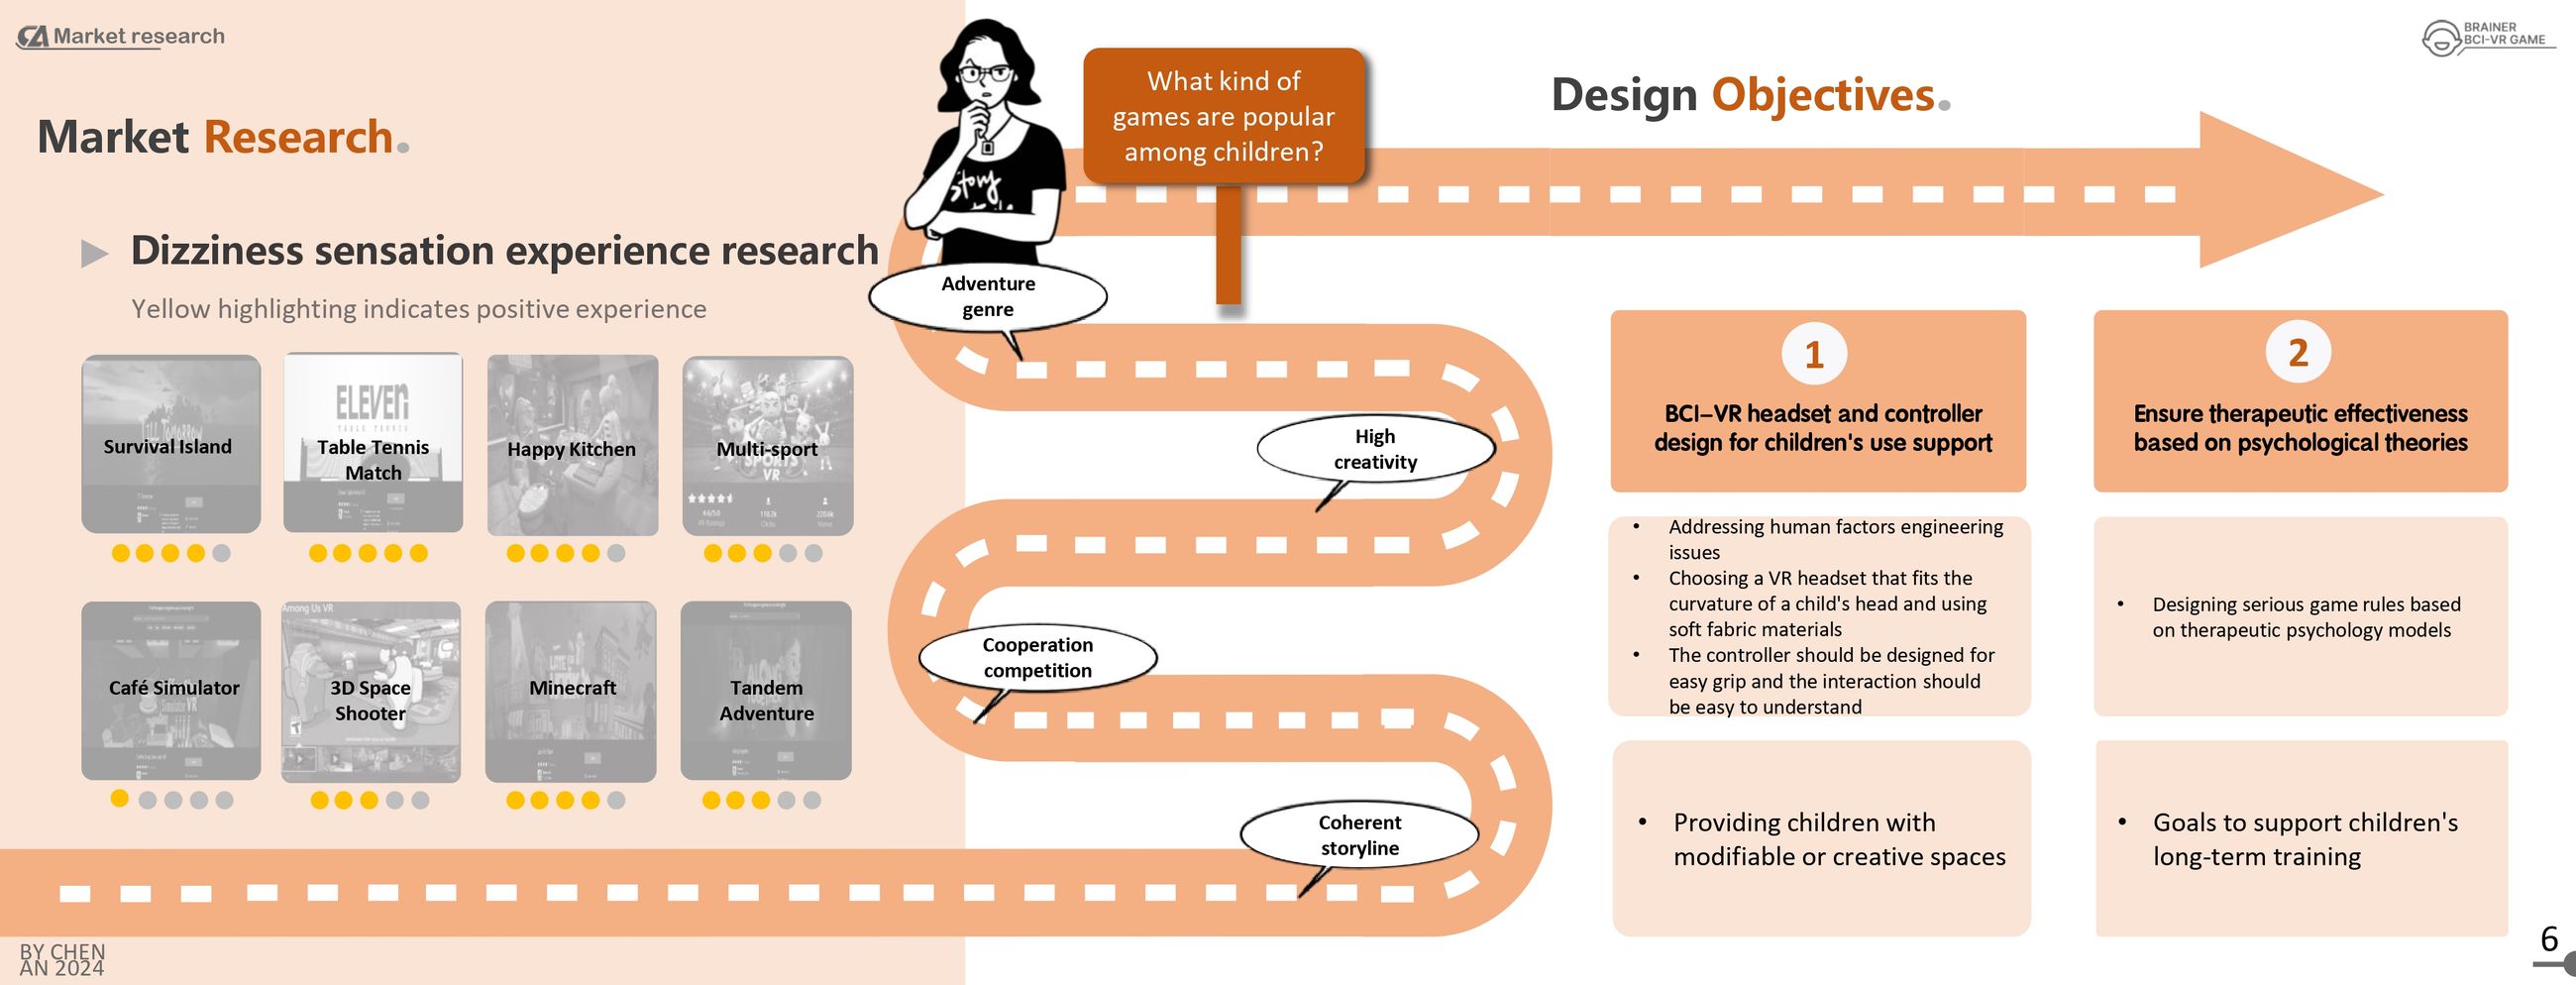 Market research
BRAINER
BCI-VR GAME
Market Research.
Dizziness sensation experience research
Yellow highlighting indicates positive experience
Survival Island
ELEVEN
TABLE TENNIS
Table Tennis
Match
Happy Kitchen
Multi-sport
SPORTS
VR
Café Simulator
Simulator VR
Among Us VR
3D Space
Shooter
Minecraft
Tandem
Adventure
What kind of
games are popular
among children?
Story
Adventure
genre
High
creativity
Cooperation
competition
Coherent
storyline
Design Objectives.
1
BCI-VR headset and controller
design for children's use support
• Addressing human factors engineering
issues
• Choosing a VR headset that fits the
curvature of a child's head and using
soft fabric materials
• The controller should be designed for
easy grip and the interaction should
be easy to understand
• Providing children with
modifiable or creative spaces
2
Ensure therapeutic effectiveness
based on psychological theories
• Designing serious game rules based
on therapeutic psychology models
• Goals to support children's
long-term training
BY CHEN
AN 2024
6